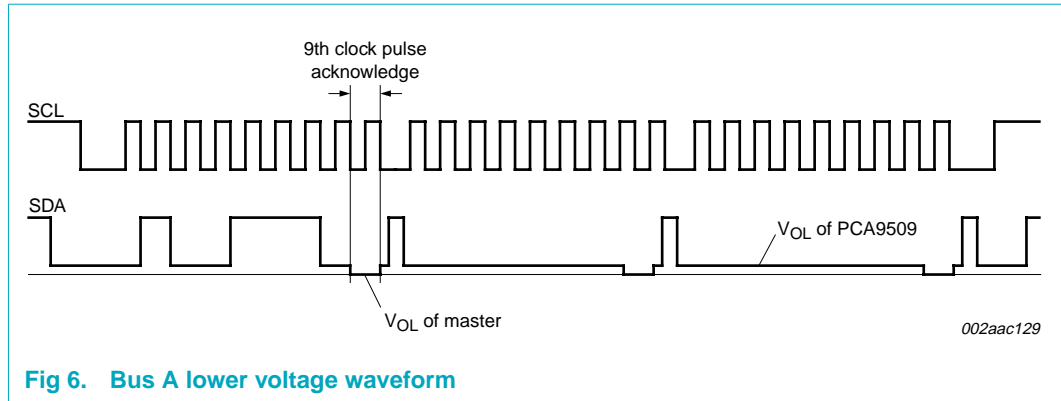 9th clock pulse
acknowledge
SCL
SDA
VOL of PCA9509
VOL of master
002aac129
Fig 6. Bus A lower voltage waveform